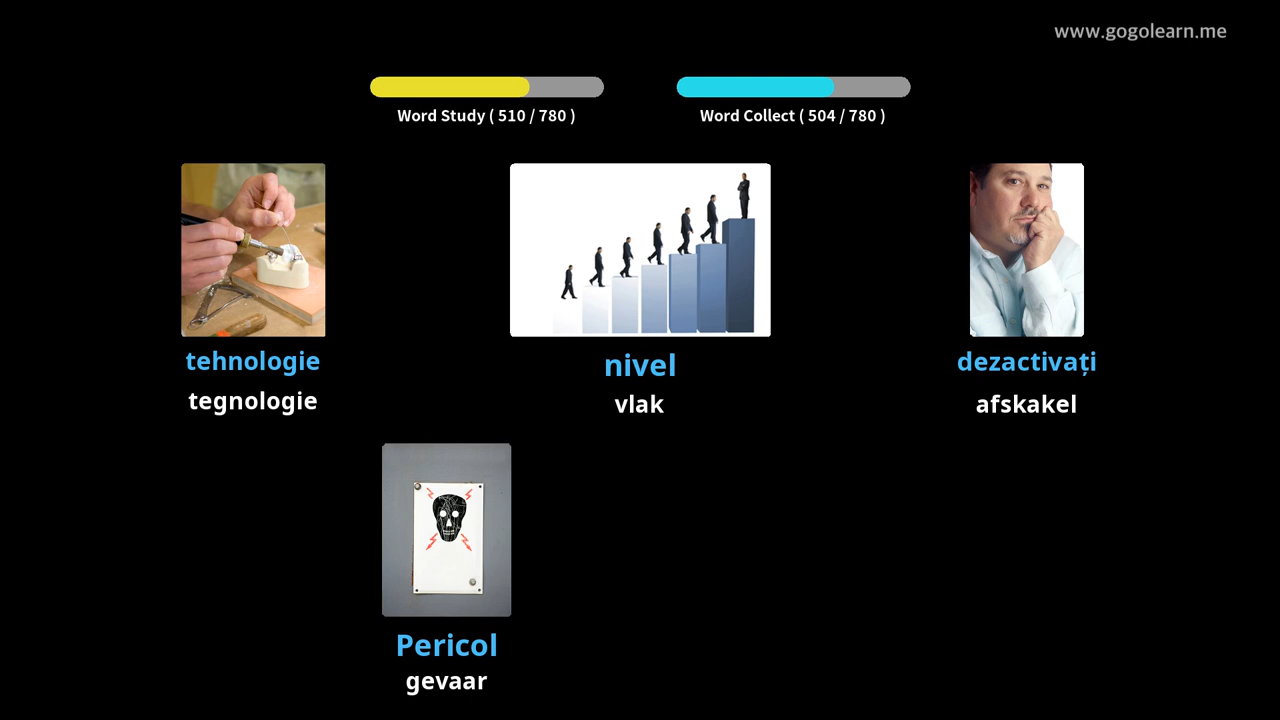 www.gogolearn.me
Word Study ( 510 / 780 )
Word Collect ( 504 / 780 )
tehnologie
tegnologie
nivel
vlak
dezactivați
afskakel
Pericol
gevaar